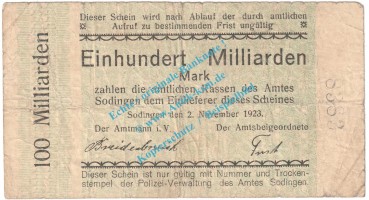 Dieser Schein wird nach Ablauf der durch amtlichen
Aufruf zu bestimmenden Frist ungültig
100 Milliarden
Einhundert Milliarden
Mark
zahlen die amtlichen Kassen des Amtes
Sodingen dem Einlieferer dieses Scheines
Sodingen, den 2. November 1923.
Der Amtmann i. V. Der Amtsbeigeordnete
Breidenbach
Dieser Schein ist nur gültig mit Nummer und Trocken-
stempel der Polizei-Verwaltung des Amtes Sodingen.